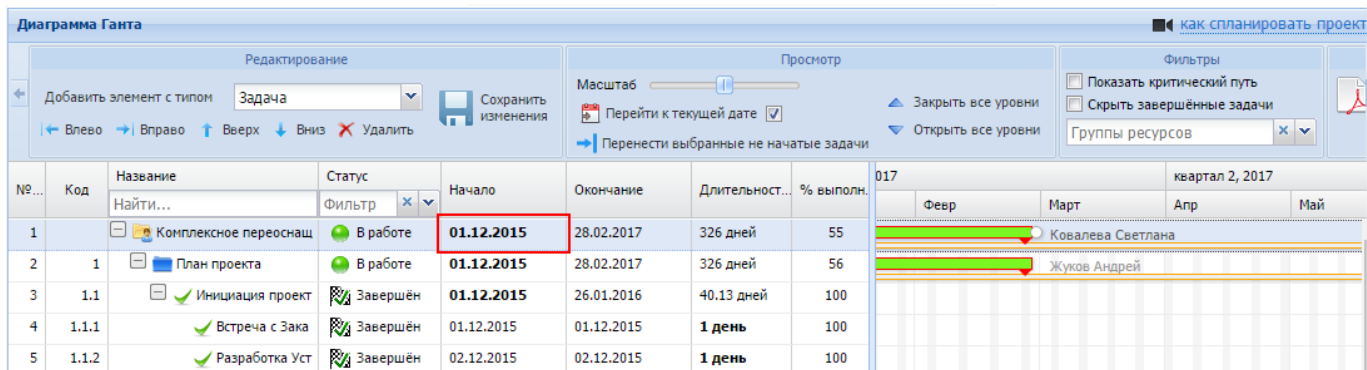 Диаграмма Ганта
как спланировать проект
Редактирование
Просмотр
Фильтры
Добавить элемент с типом Задача
Сохранить изменения
Влево Вправо Вверх Вниз Удалить
Масштаб
Перейти к текущей дате
Перенести выбранные не начатые задачи
Закрыть все уровни
Открыть все уровни
Показать критический путь
Скрыть завершённые задачи
Группы ресурсов
№... Код Название Статус Начало Окончание Длительност... % выполн. 017 квартал 2, 2017
Найти... Фильтр Февр Март Апр Май
1 Комплексное переоснащ В работе 01.12.2015 28.02.2017 326 дней 55 Ковалева Светлана
2 1 План проекта В работе 01.12.2015 28.02.2017 326 дней 56 Жуков Андрей
3 1.1 Инициация проект Завершён 01.12.2015 26.01.2016 40.13 дней 100
4 1.1.1 Встреча с Зака Завершён 01.12.2015 01.12.2015 1 день 100
5 1.1.2 Разработка Уст Завершён 02.12.2015 02.12.2015 1 день 100